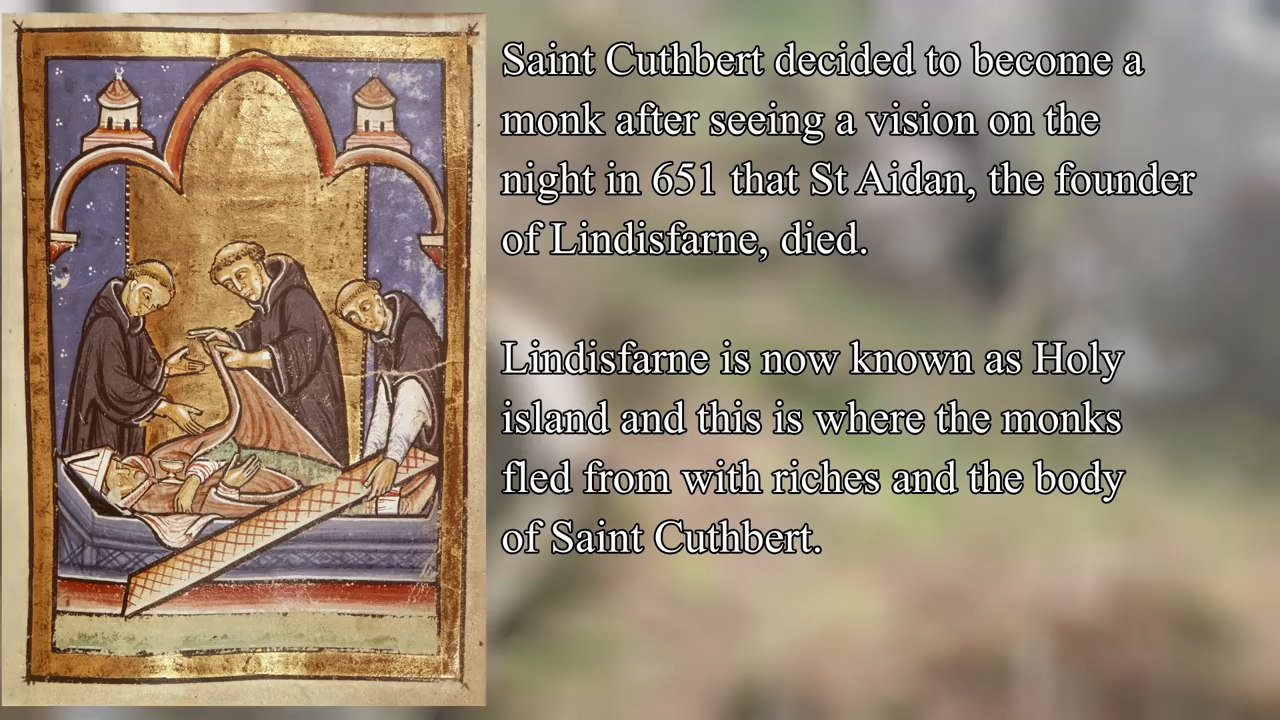 Saint Cuthbert decided to become a
monk after seeing a vision on the
night in 651 that St Aidan, the founder
of Lindisfarne, died.
Lindisfarne is now known as Holy
island and this is where the monks
fled from with riches and the body
of Saint Cuthbert.